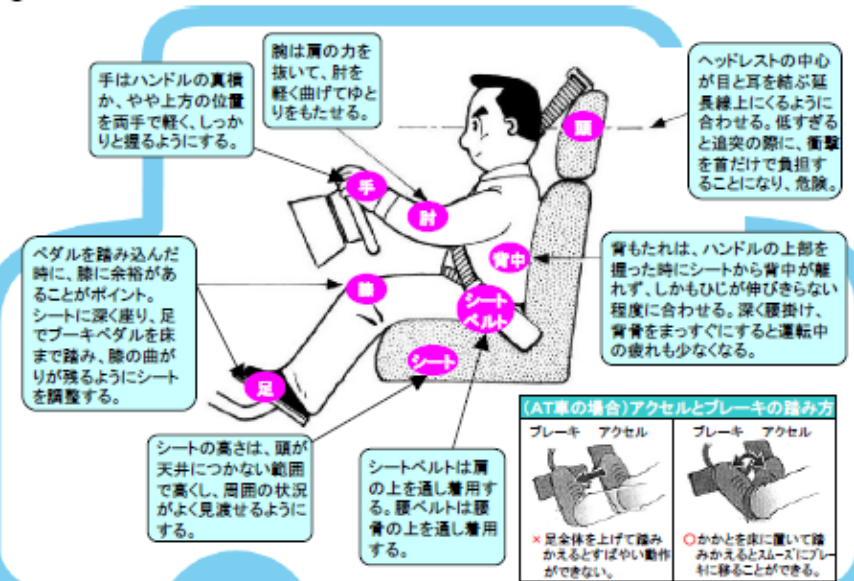 手はハンドルの真横
か、やや上方の位置
を両手で軽く、しっか
りと握るようにする。
腕は肩の力を
抜いて、肘を
軽く曲げてゆと
りをもたせる。
ヘッドレストの中心
が目と耳を結ぶ延
長線上にくるように
合わせる。低すぎる
と追突の際に、衝撃
を首だけで負担す
ることになり、危険。
頭
手
肘
背中
膝
シート
ベルト
シート
足
ペダルを踏み込んだ
時に、膝に余裕があ
ることがポイント。
シートに深く座り、足
でブーキペダルを床
まで踏み、膝の曲が
りが残るようにシート
を調整する。
背もたれは、ハンドルの上部を
握った時にシートから背中が離
れず、しかもひじが伸びきらない
程度に合わせる。深く腰掛け、
背骨をまっすぐにすると運転中
の疲れも少なくなる。
シートの高さは、頭が
天井につかない範囲
で高くし、周囲の状況
がよく見渡せるように
する。
シートベルトは肩
の上を通し着用す
る。腰ベルトは腰
骨の上を通し着用
する。
(AT車の場合)アクセルとブレーキの踏み方
ブレーキ アクセル
×足全体を上げて踏み
かえるとすばやい動作
ができない。
ブレーキ アクセル
○かかとを床に置いて踏
みかえるとスムーズにブレー
キに移ることができる。